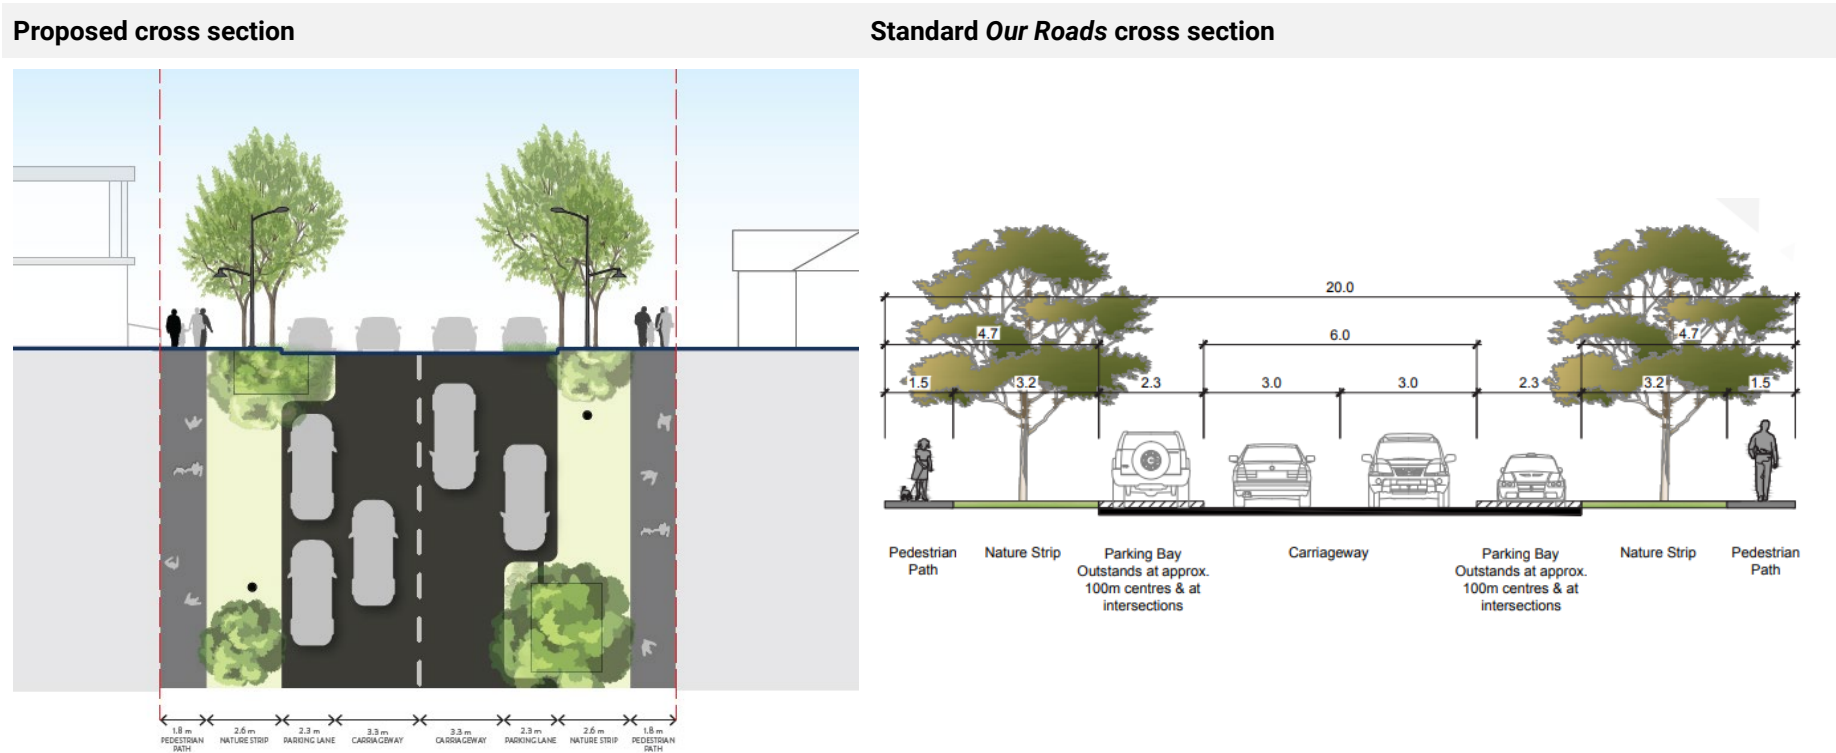 Proposed cross section
Standard Our Roads cross section
1.8 m
PEDESTRIAN
PATH
2.6 m
NATURE STRIP
2.3 m
PARKING LANE
3.3 m
CARRIAGEWAY
3.3 m
CARRIAGEWAY
2.3 m
PARKING LANE
2.6 m
NATURE STRIP
1.8 m
PEDESTRIAN
PATH
20.0
4.7
6.0
4.7
1.5
3.2
2.3
3.0
3.0
2.3
3.2
1.5
Pedestrian
Path
Nature Strip
Parking Bay
Outstands at approx.
100m centres & at
intersections
Carriageway
Parking Bay
Outstands at approx.
100m centres & at
intersections
Nature Strip
Pedestrian
Path